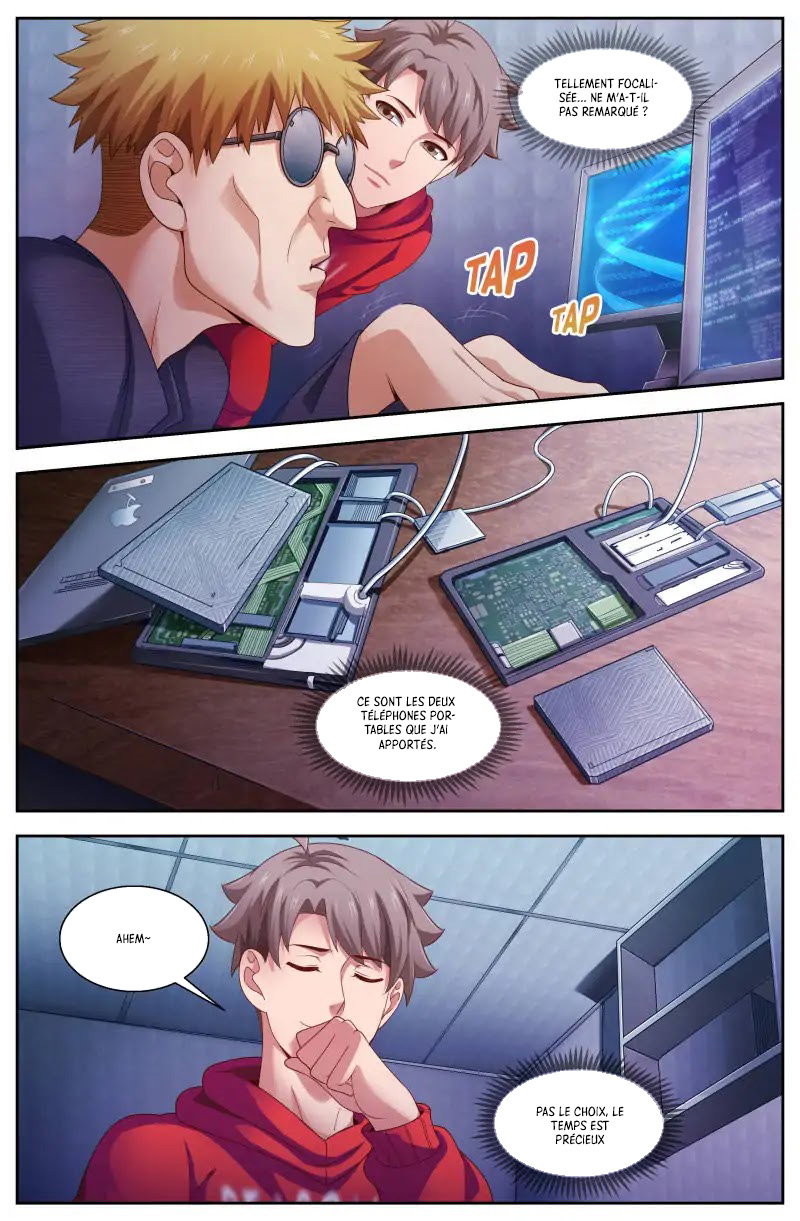 TELLEMENT FOCALI-
SÉE... NE M'A-T-IL
PAS REMARQUÉ ?
TAP
TAP
CE SONT LES DEUX
TÉLÉPHONES POR-
TABLES QUE J'AI
APPORTÉS.
AHEM~
PAS LE CHOIX, LE
TEMPS EST
PRÉCIEUX